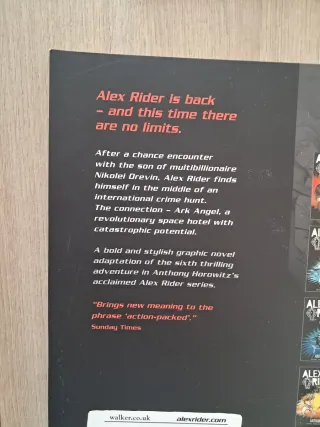 Alex Rider is back
– and this time there
are no limits.
After a chance encounter
with the son of multibillionaire
Nikolei Drevin, Alex Rider finds
himself in the middle of an
international crime hunt.
The connection – Ark Angel, a
revolutionary space hotel with
catastrophic potential.
A bold and stylish graphic novel
adaptation of the sixth thrilling
adventure in Anthony Horowitz's
acclaimed Alex Rider series.
"Brings new meaning to the
phrase 'action-packed'."
Sunday Times
walker.co.uk alexrider.com